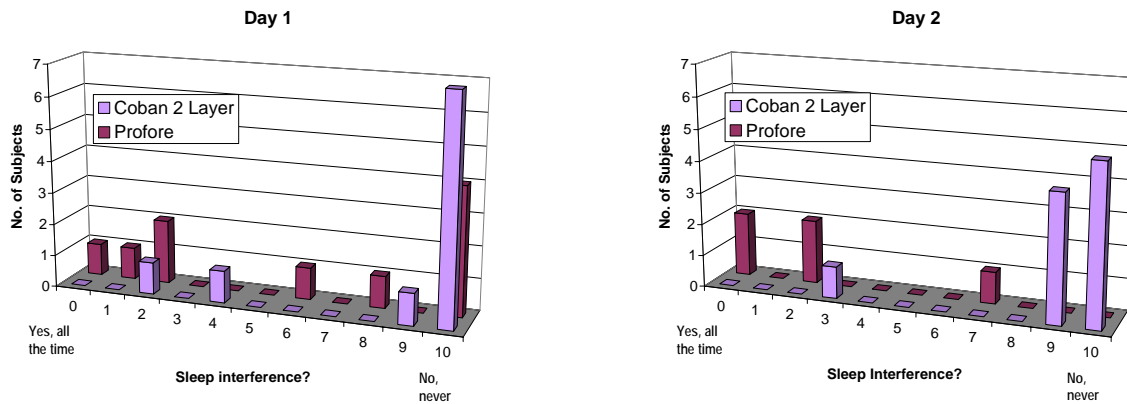 Day 1
7
6
5
4
3
2
1
0
No. of Subjects
Coban 2 Layer
Profore
0 1 2 3 4 5 6 7 8 9 10
Yes, all
the time
Sleep interference?
No,
never
Day 2
7
6
5
4
3
2
1
0
No. of Subjects
Coban 2 Layer
Profore
0 1 2 3 4 5 6 7 8 9 10
Yes, all
the time
Sleep Interference?
No,
never